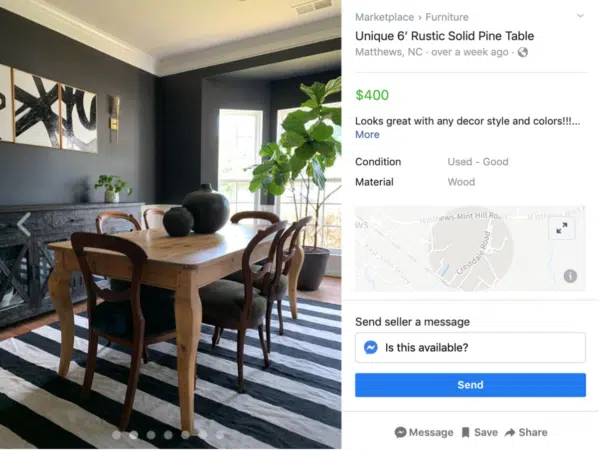 Marketplace › Furniture
Unique 6′ Rustic Solid Pine Table
Matthews, NC · over a week ago ·
$400
Looks great with any decor style and colors!!!...
More
Condition Used - Good
Material Wood
Matthews-Mint Hill Road
Crestdale Road
Send seller a message
Is this available?
Send
Message Save Share